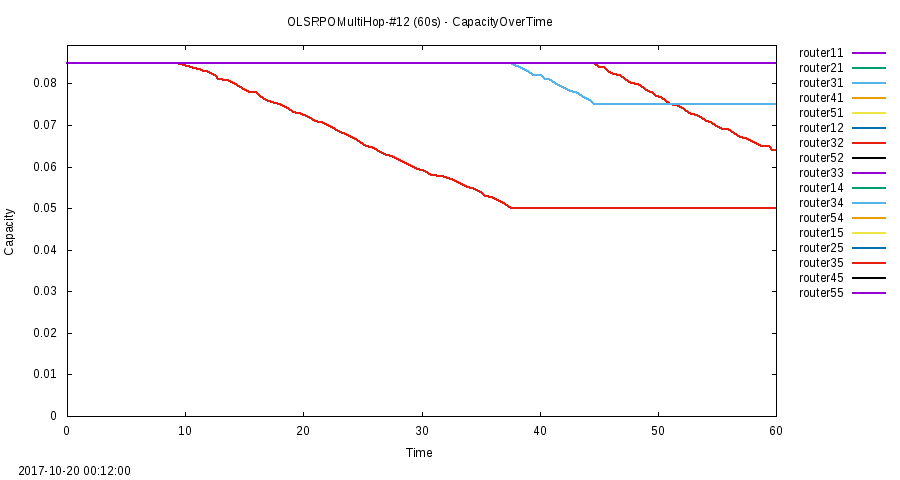 OLSRPOMultiHop-#12 (60s) - CapacityOverTime
router11
router21
router31
router41
router51
router12
router32
router52
router33
router14
router34
router54
router15
router25
router35
router45
router55
0.08
0.07
0.06
0.05
0.04
0.03
0.02
0.01
0
Capacity
0 10 20 30 40 50 60
Time
2017-10-20 00:12:00